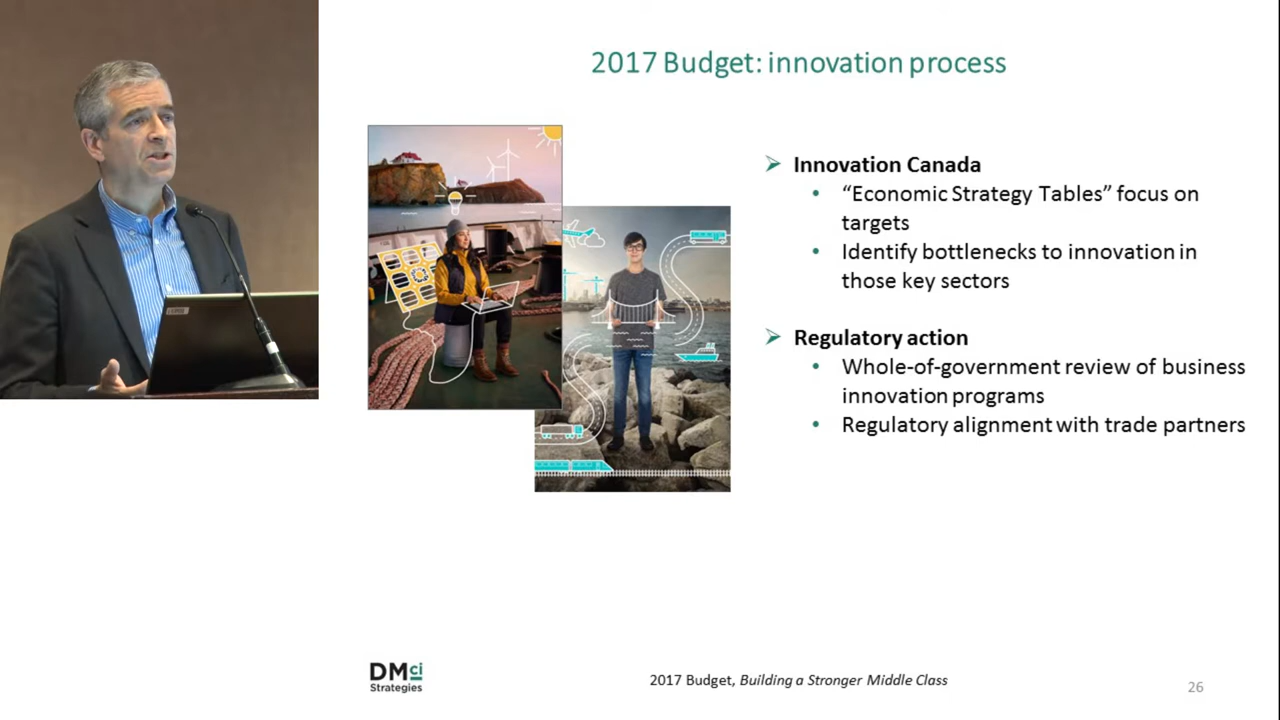 2017 Budget: innovation process
Innovation Canada
“Economic Strategy Tables” focus on
targets
Identify bottlenecks to innovation in
those key sectors
Regulatory action
Whole-of-government review of business
innovation programs
Regulatory alignment with trade partners
DMci
Strategies
2017 Budget, Building a Stronger Middle Class
26